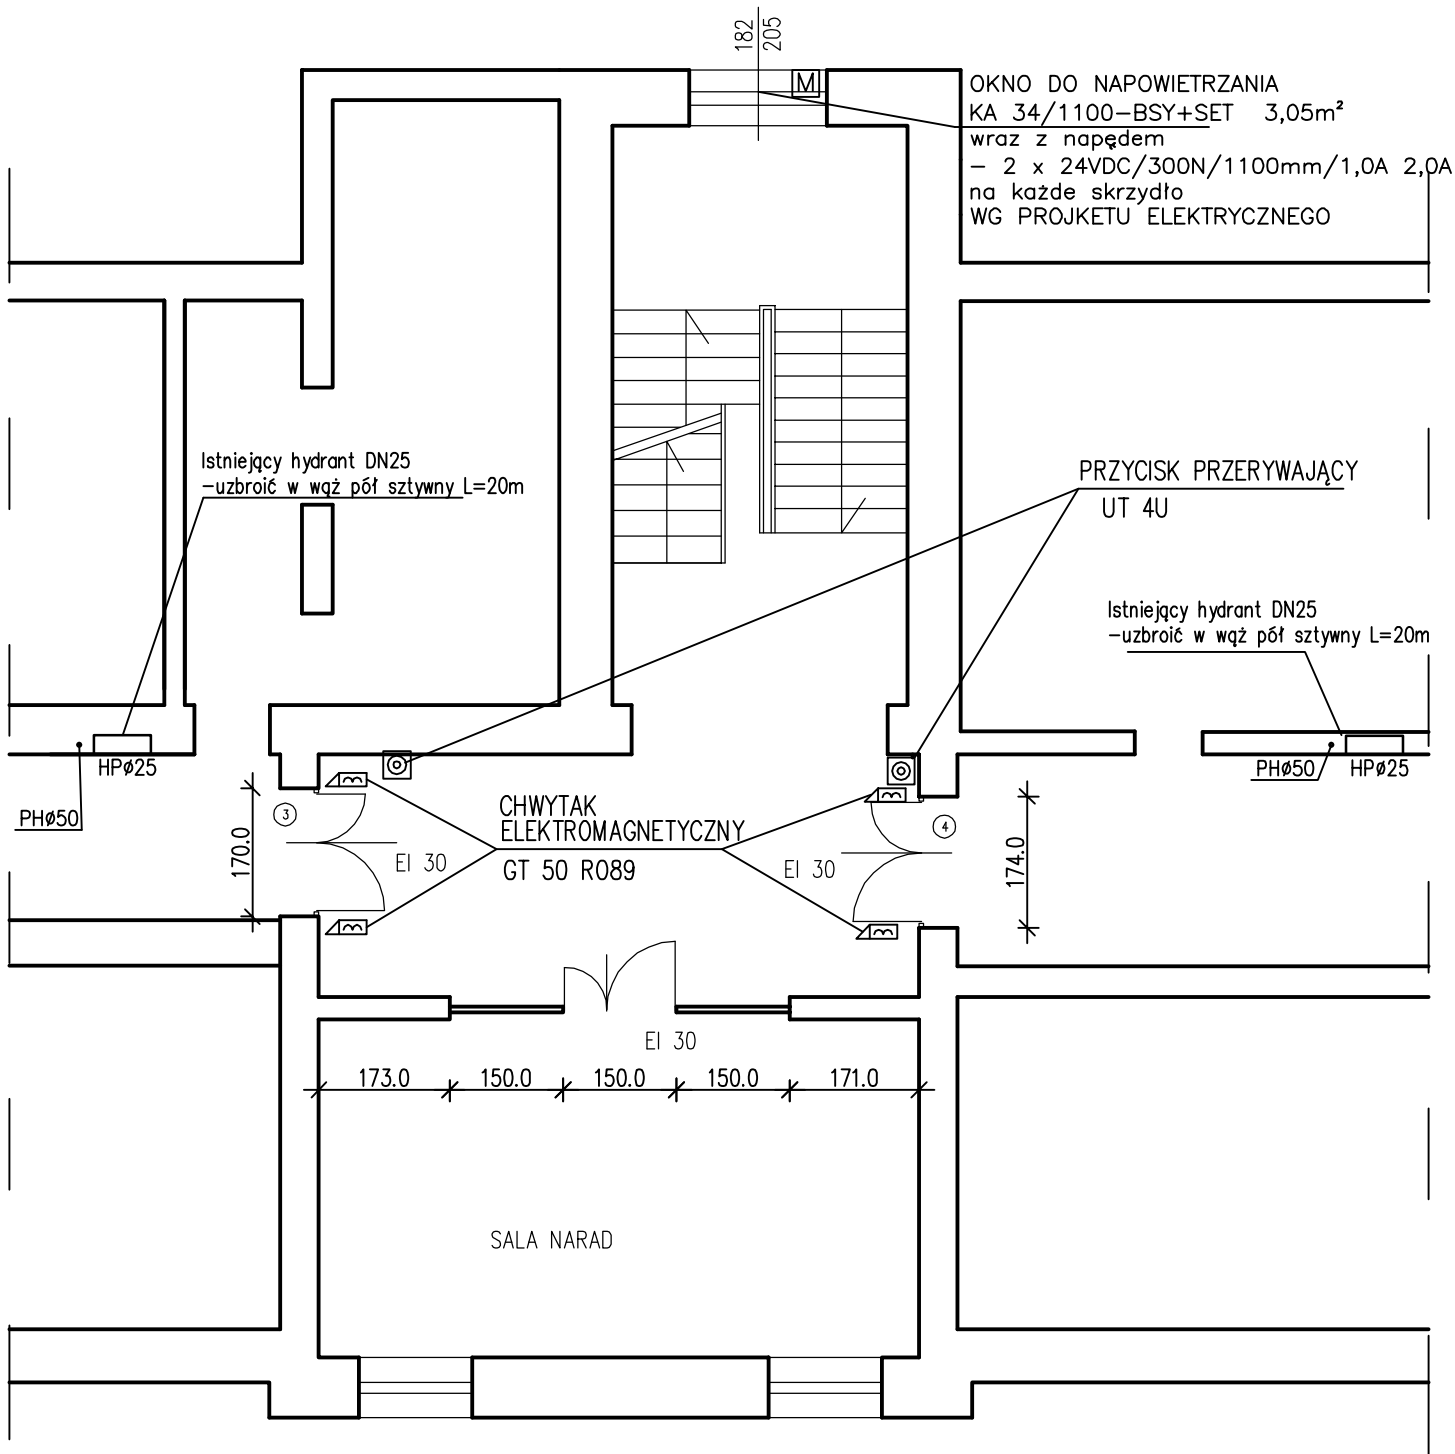 182
205
M
OKNO DO NAPOWIETRZANIA
KA 34/1100-BSY+SET 3,05m²
wraz z napędem
- 2 x 24VDC/300N/1100mm/1,0A 2,0A
na każde skrzydło
WG PROJKETU ELEKTRYCZNEGO
Istniejący hydrant DN25
-uzbroić w wąż pół sztywny L=20m
PRZYCISK PRZERYWAJĄCY
UT 4U
Istniejący hydrant DN25
-uzbroić w wąż pół sztywny L=20m
HPø25
PHø50
PHø50
HPø25
3
170.0
EI 30
CHWYTAK
ELEKTROMAGNETYCZNY
GT 50 R089
EI 30
4
174.0
EI 30
173.0 150.0 150.0 150.0 171.0
SALA NARAD